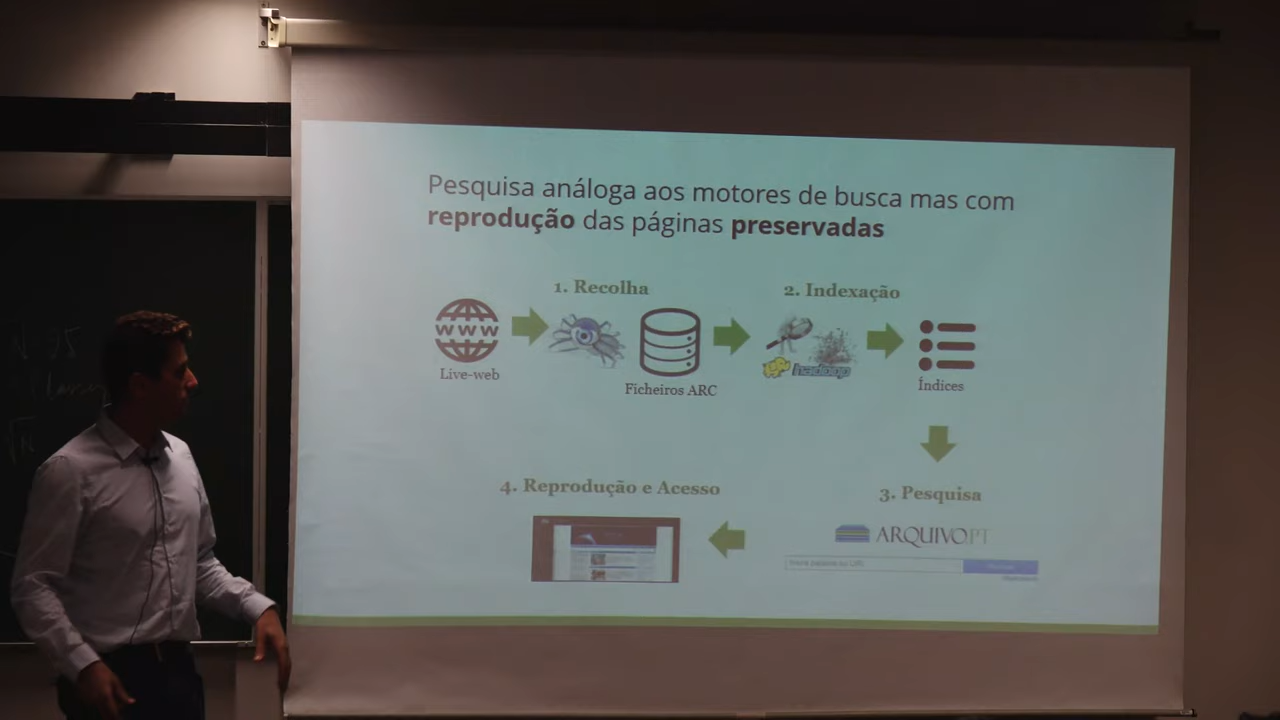 Pesquisa análoga aos motores de busca mas com
reprodução das páginas preservadas
1. Recolha
2. Indexação
www
Live-web
Ficheiros ARC
hadoop
Índices
4. Reprodução e Acesso
3. Pesquisa
ARQUIVO.PT